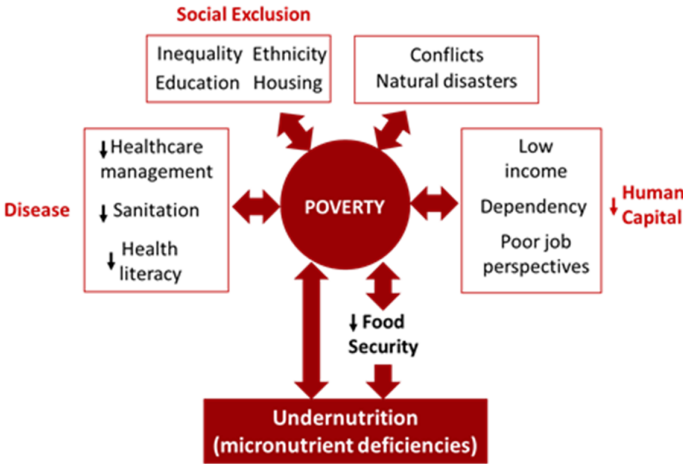 Social Exclusion
Inequality Ethnicity
Education Housing
Conflicts
Natural disasters
Disease
↓Healthcare
management
↓ Sanitation
↓ Health
literacy
POVERTY
Low
income
Dependency
Poor job
perspectives
↓ Human
Capital
↓ Food
Security
Undernutrition
(micronutrient deficiencies)